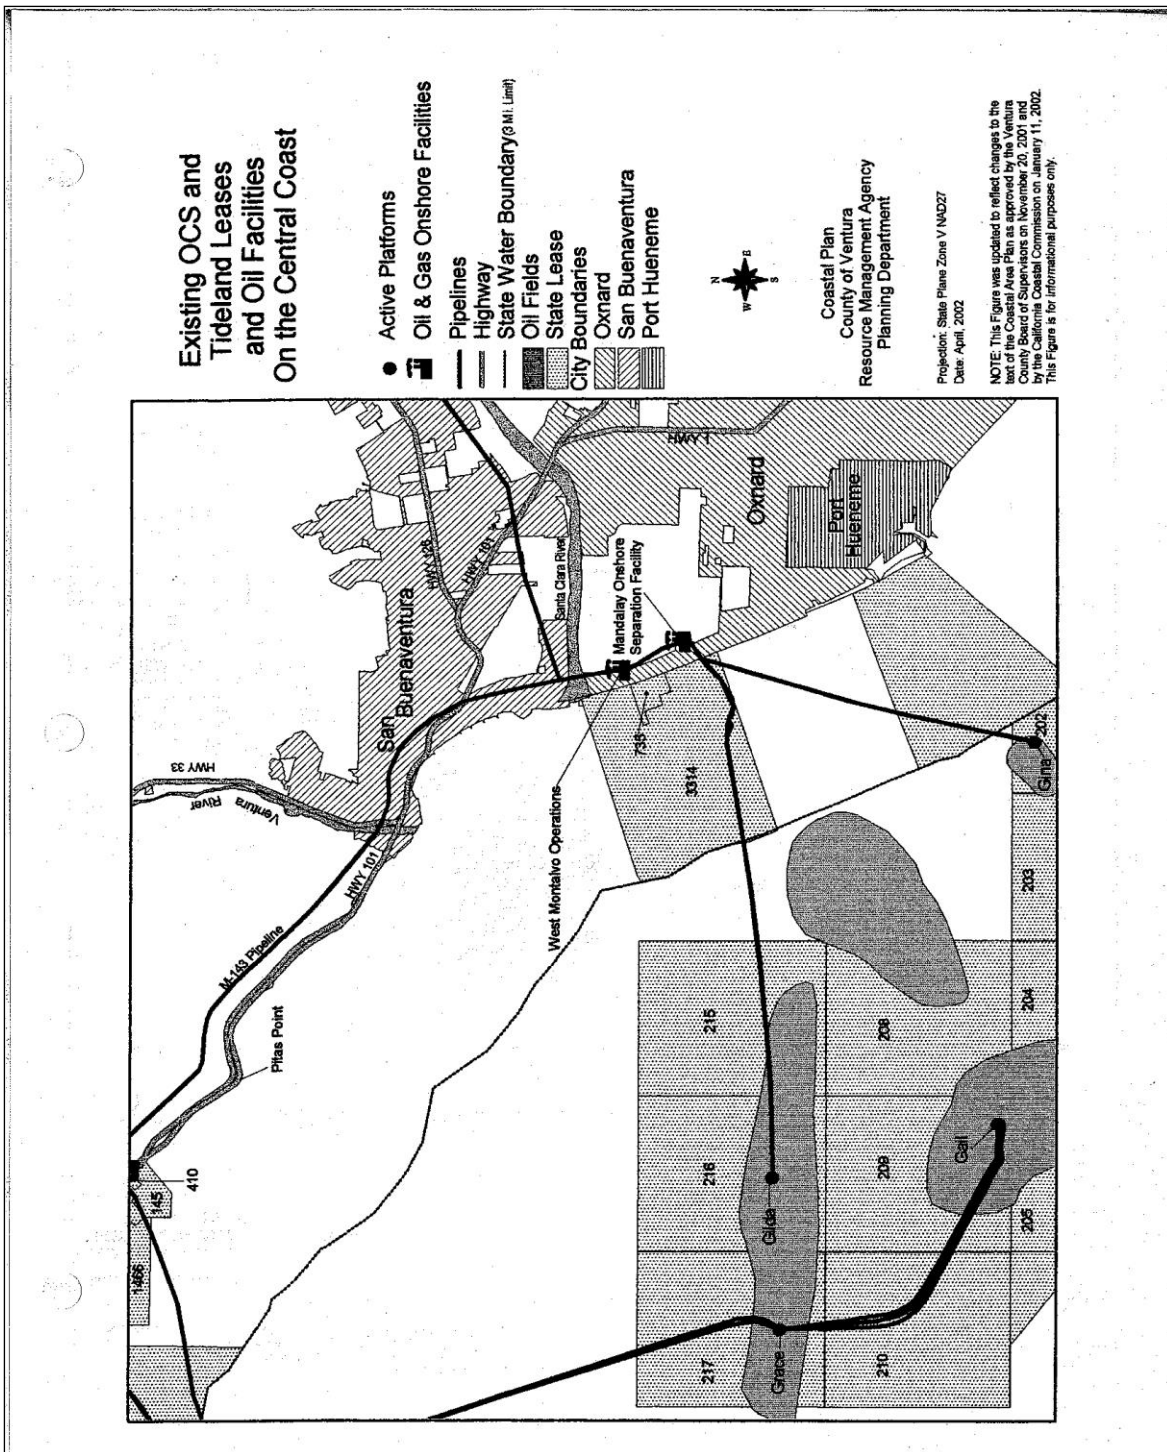 Existing OCS and
Tideland Leases
and Oil Facilities
On the Central Coast
Active Platforms
Oil & Gas Onshore Facilities
Pipelines
Highway
State Water Boundary(3 Mi. Limit)
Oil Fields
State Lease
City Boundaries
Oxnard
San Buenaventura
Port Hueneme
N
W E
S
Coastal Plan
County of Ventura
Resource Management Agency
Planning Department
Projection: State Plane Zone V NAD27
Date: April, 2002
NOTE: This Figure was updated to reflect changes to the
text of the Coastal Area Plan as approved by the Ventura
County Board of Supervisors on November 20, 2001 and
by the California Coastal Commission on January 11, 2002.
This Figure is for informational purposes only.
1466
145
410
Pitas Point
M-143 Pipeline
HWY 101
Ventura
River
HWY 33
San
Buenaventura
HWY 126
HWY 101
Santa Clara River
HWY 1
West Montalvo Operations
Mandalay Onshore
Separation Facility
735
3314
Oxnard
Port
Hueneme
217
216
215
Grace
Gilda
210
209
208
Gail
205
204
203
Gina
202